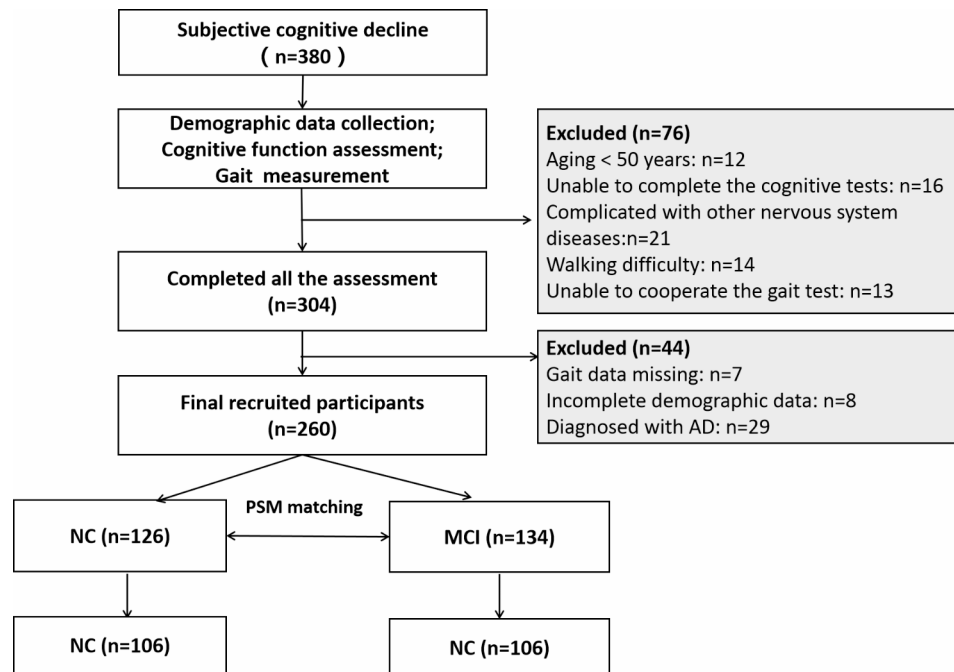 Subjective cognitive decline
( n=380 )
Demographic data collection;
Cognitive function assessment;
Gait measurement
Excluded (n=76)
Aging < 50 years: n=12
Unable to complete the cognitive tests: n=16
Complicated with other nervous system
diseases:n=21
Walking difficulty: n=14
Unable to cooperate the gait test: n=13
Completed all the assessment
(n=304)
Excluded (n=44)
Gait data missing: n=7
Incomplete demographic data: n=8
Diagnosed with AD: n=29
Final recruited participants
(n=260)
NC (n=126)
PSM matching
MCI (n=134)
NC (n=106)
NC (n=106)